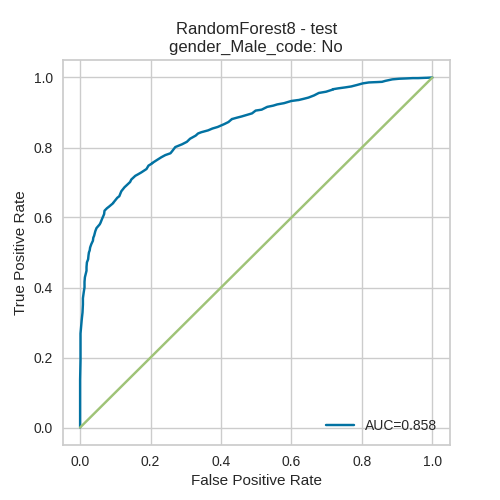 RandomForest8 - test
gender_Male_code: No
True Positive Rate
1.0
0.8
0.6
0.4
0.2
0.0
AUC=0.858
0.0 0.2 0.4 0.6 0.8 1.0
False Positive Rate